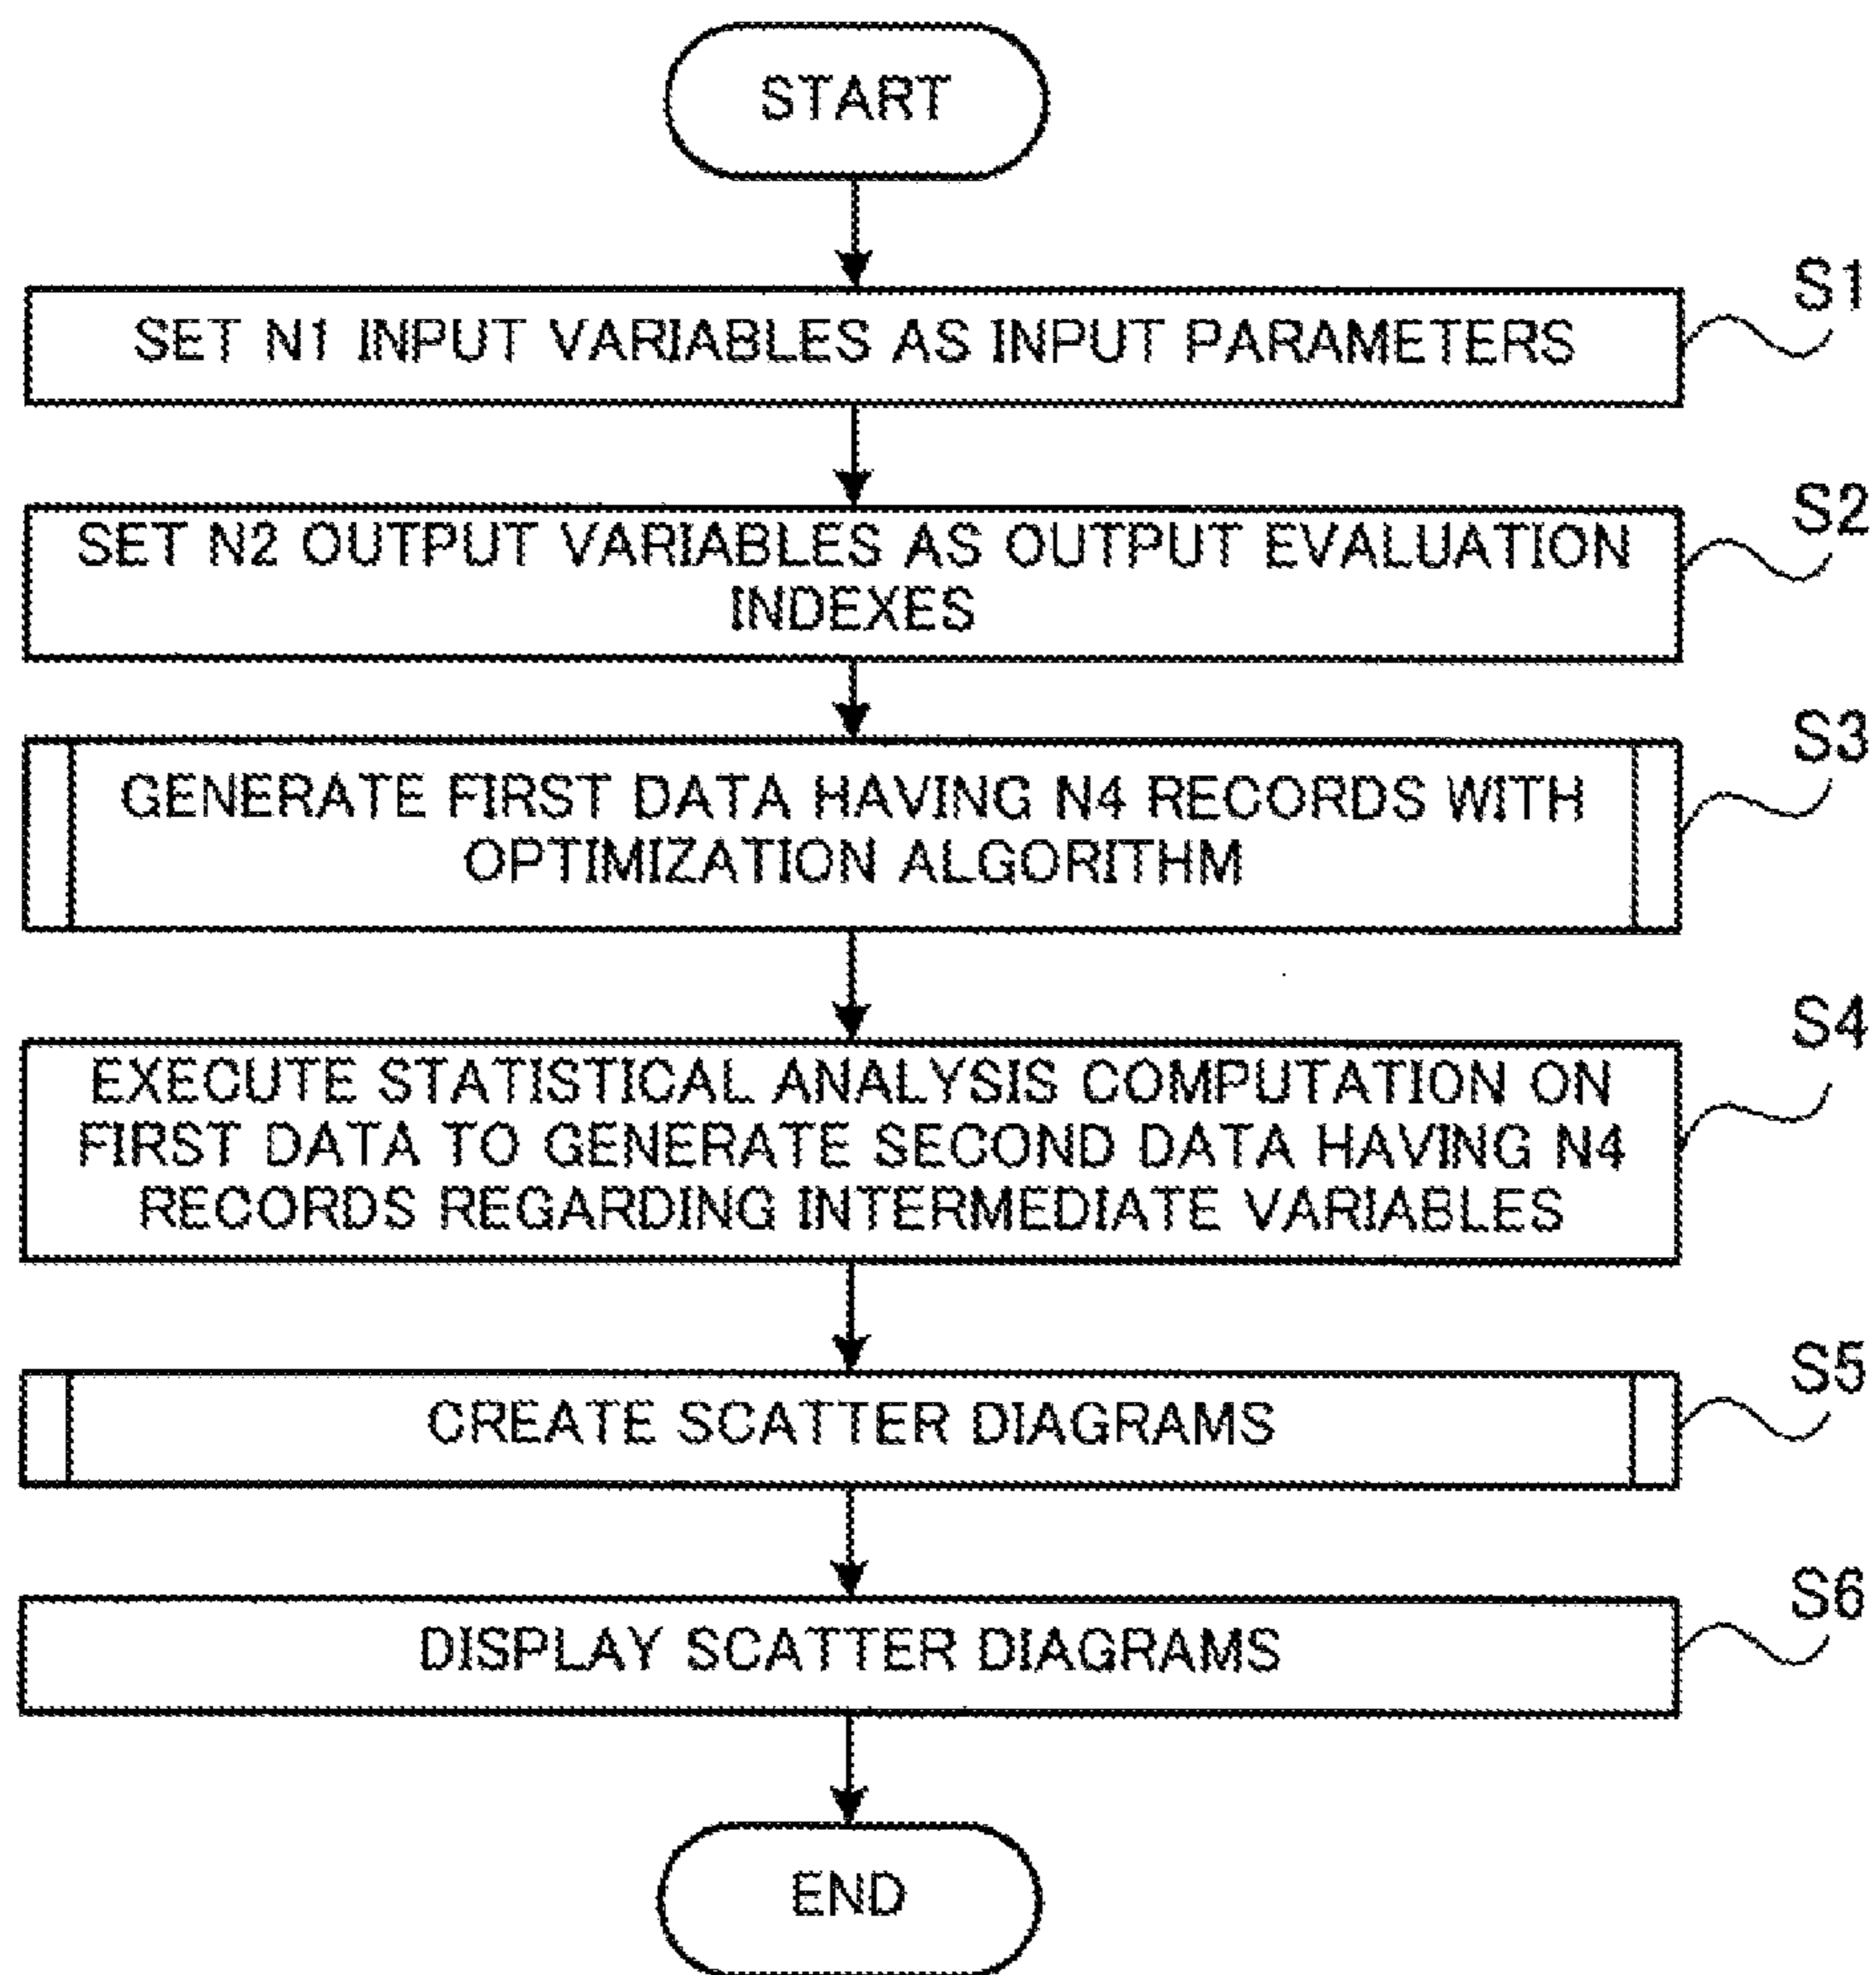 START
S1
SET N1 INPUT VARIABLES AS INPUT PARAMETERS
S2
SET N2 OUTPUT VARIABLES AS OUTPUT EVALUATION
INDEXES
S3
GENERATE FIRST DATA HAVING N4 RECORDS WITH
OPTIMIZATION ALGORITHM
S4
EXECUTE STATISTICAL ANALYSIS COMPUTATION ON
FIRST DATA TO GENERATE SECOND DATA HAVING N4
RECORDS REGARDING INTERMEDIATE VARIABLES
S5
CREATE SCATTER DIAGRAMS
S6
DISPLAY SCATTER DIAGRAMS
END